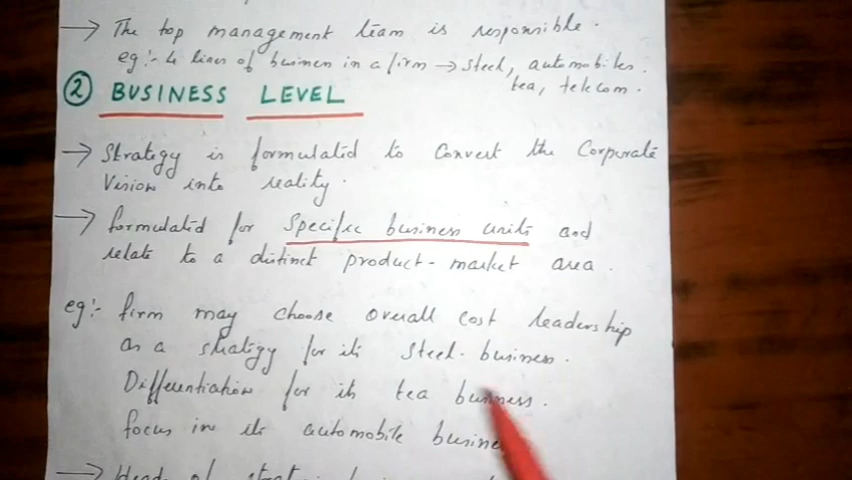 → The top management team is responsible.
eg:- 4 lines of business in a firm → steel, automobiles.
tea, telecom.
② BUSINESS LEVEL
→ Strategy is formulated to convert the Corporate
Vision into reality.
→ formulated for specific business units and
relate to a distinct product-market area.
eg:- firm may choose overall cost leadership
as a strategy for its steel-business.
Differentiation for its tea business.
focus in its automobile busine
→ Head of